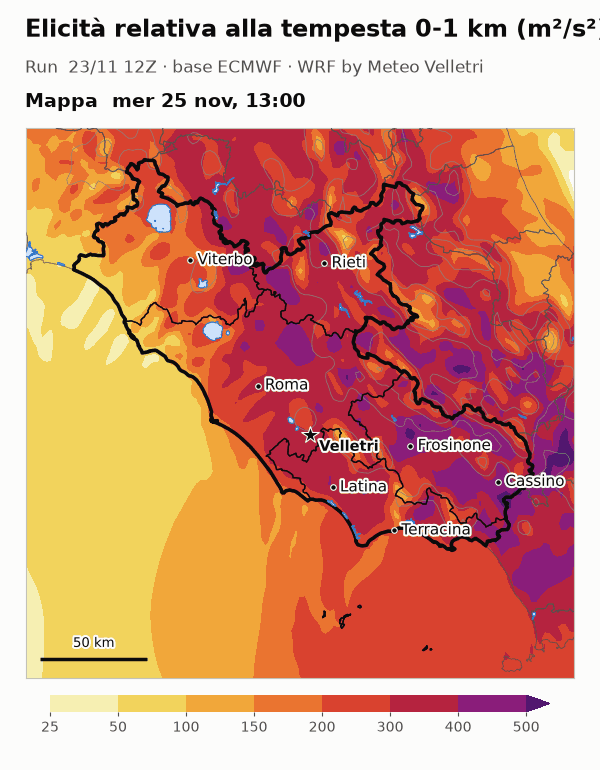 Elicità relativa alla tempesta 0-1 km (m²/s²)
Run 23/11 12Z · base ECMWF · WRF by Meteo Velletri
Mappa mer 25 nov, 13:00
Viterbo
Rieti
Roma
Velletri
Frosinone
Latina
Cassino
Terracina
50 km
25 50 100 150 200 300 400 500